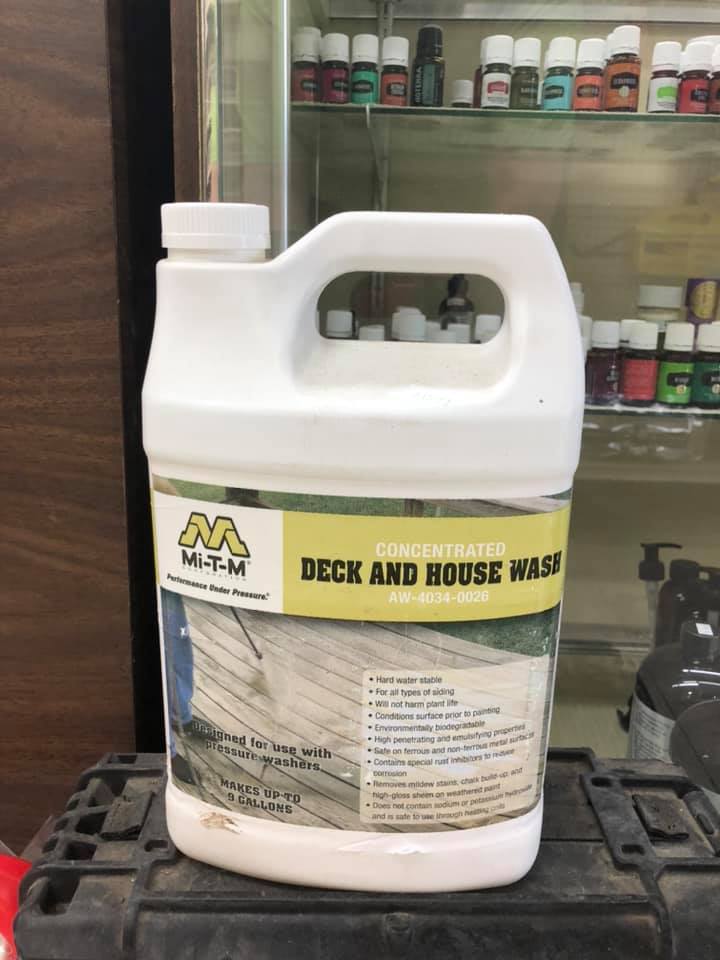 Mi-T-M
CORPORATION
Performance Under Pressure.®
CONCENTRATED
DECK AND HOUSE WASH
AW-4034-0026
• Hard water stable
• For all types of siding
• Will not harm plant life
• Conditions surface prior to painting
• Environmentally biodegradable
• High penetrating and emulsifying properties
• Safe on ferrous and non-ferrous metal surfaces
• Contains special rust inhibitors to reduce
corrosion
• Removes mildew stains, chalk build-up, and
high-gloss sheen on weathered paint
• Does not contain sodium or potassium hydroxide
and is safe to use through heating coils
Designed for use with
pressure washers
MAKES UP TO
9 GALLONS